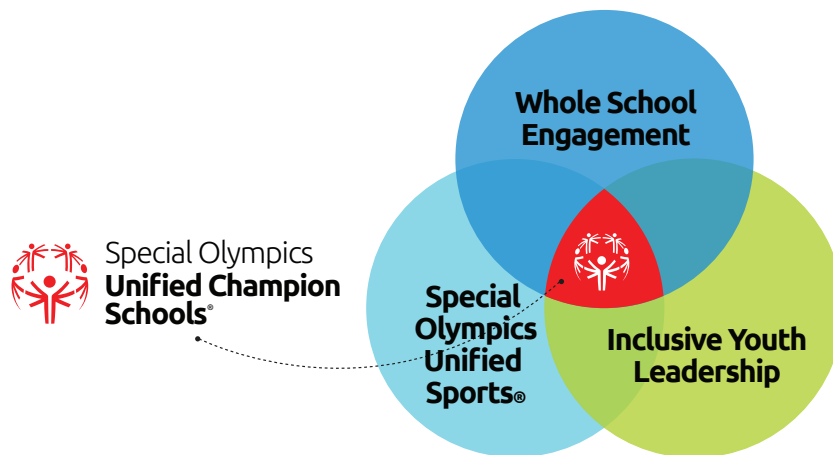 Whole School
Engagement
Special Olympics
Unified Champion
Schools®
Special
Olympics
Unified
Sports®
Inclusive Youth
Leadership